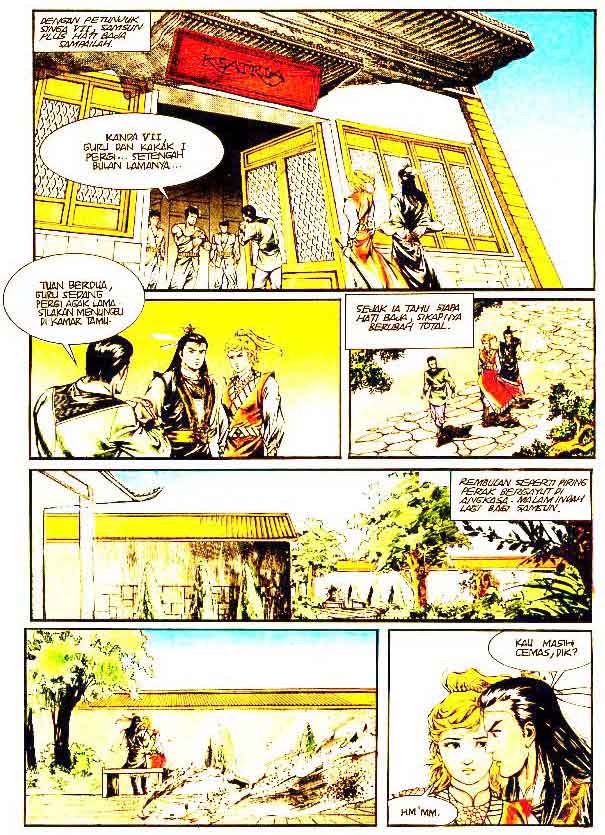 DENGAN PETUNJUK
SINGA VII, SAMSUN
PLUS HATI BAJA
SAMPAILAH.
KSATRIA
KANDA VII,
GURU DAN KAKAK I
PERGI... SETENGAH
BULAN LAMANYA...
TUAN BERDUA,
GURU SEDANG
PERGI AGAK LAMA
SILAKAN MENUNGGU
DI KAMAR TAMU.
SEJAK IA TAHU SIAPA
HATI BAJA, SIKAPNYA
BERUBAH TOTAL.
REMBULAN SEPERTI PIRING
PERAK BERGAYUT DI
ANGKASA. MALAM INDAH
LAGI BAGI SAMSUN.
KAU MASIH
CEMAS, DIK?
HM'MM.